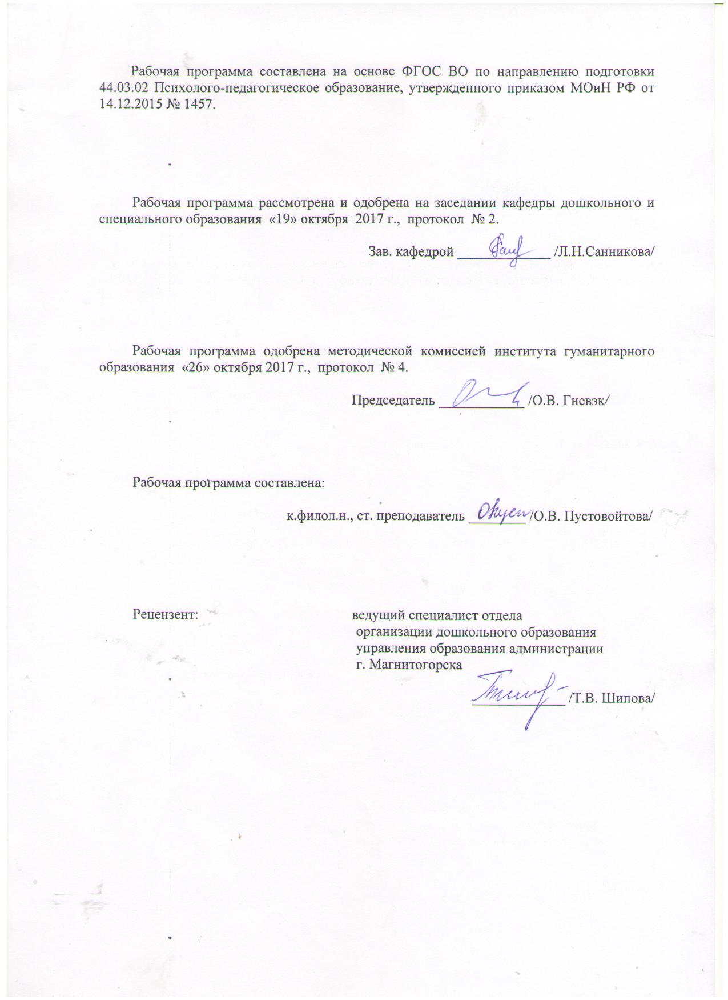 Рабочая программа составлена на основе ФГОС ВО по направлению подготовки
44.03.02 Психолого-педагогическое образование, утвержденного приказом МОиН РФ от
14.12.2015 № 1457.
Рабочая программа рассмотрена и одобрена на заседании кафедры дошкольного и
специального образования «19» октября 2017 г., протокол № 2.
Зав. кафедрой _____________ /Л.Н.Санникова/
Рабочая программа одобрена методической комиссией института гуманитарного
образования «26» октября 2017 г., протокол № 4.
Председатель ____________ /О.В. Гневэк/
Рабочая программа составлена:
к.филол.н., ст. преподаватель ________ /О.В. Пустовойтова/
Рецензент: ведущий специалист отдела
организации дошкольного образования
управления образования администрации
г. Магнитогорска
_____________ /Т.В. Шипова/